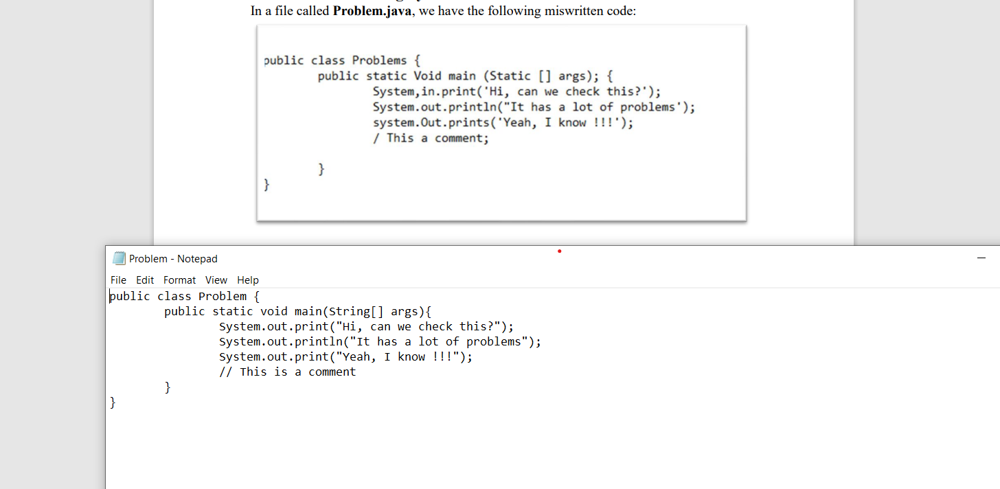 In a file called Problem.java, we have the following miswritten code:
public class Problems {
public static Void main (Static [] args); {
System,in.print('Hi, can we check this?');
System.out.println("It has a lot of problems');
system.Out.prints('Yeah, I know !!!');
/ This a comment;
}
}
Problem - Notepad
File Edit Format View Help
public class Problem {
public static void main(String[] args){
System.out.print("Hi, can we check this?");
System.out.println("It has a lot of problems");
System.out.print("Yeah, I know !!!");
// This is a comment
}
}